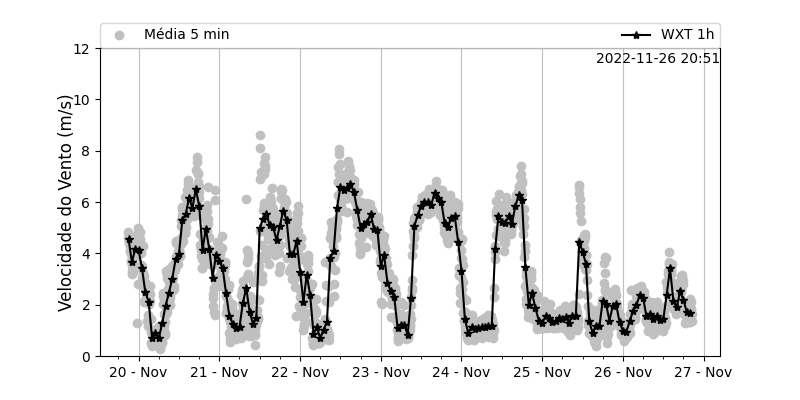 Média 5 min
WXT 1h
2022-11-26 20:51
Velocidade do Vento (m/s)
12
10
8
6
4
2
0
20 - Nov 21 - Nov 22 - Nov 23 - Nov 24 - Nov 25 - Nov 26 - Nov 27 - Nov